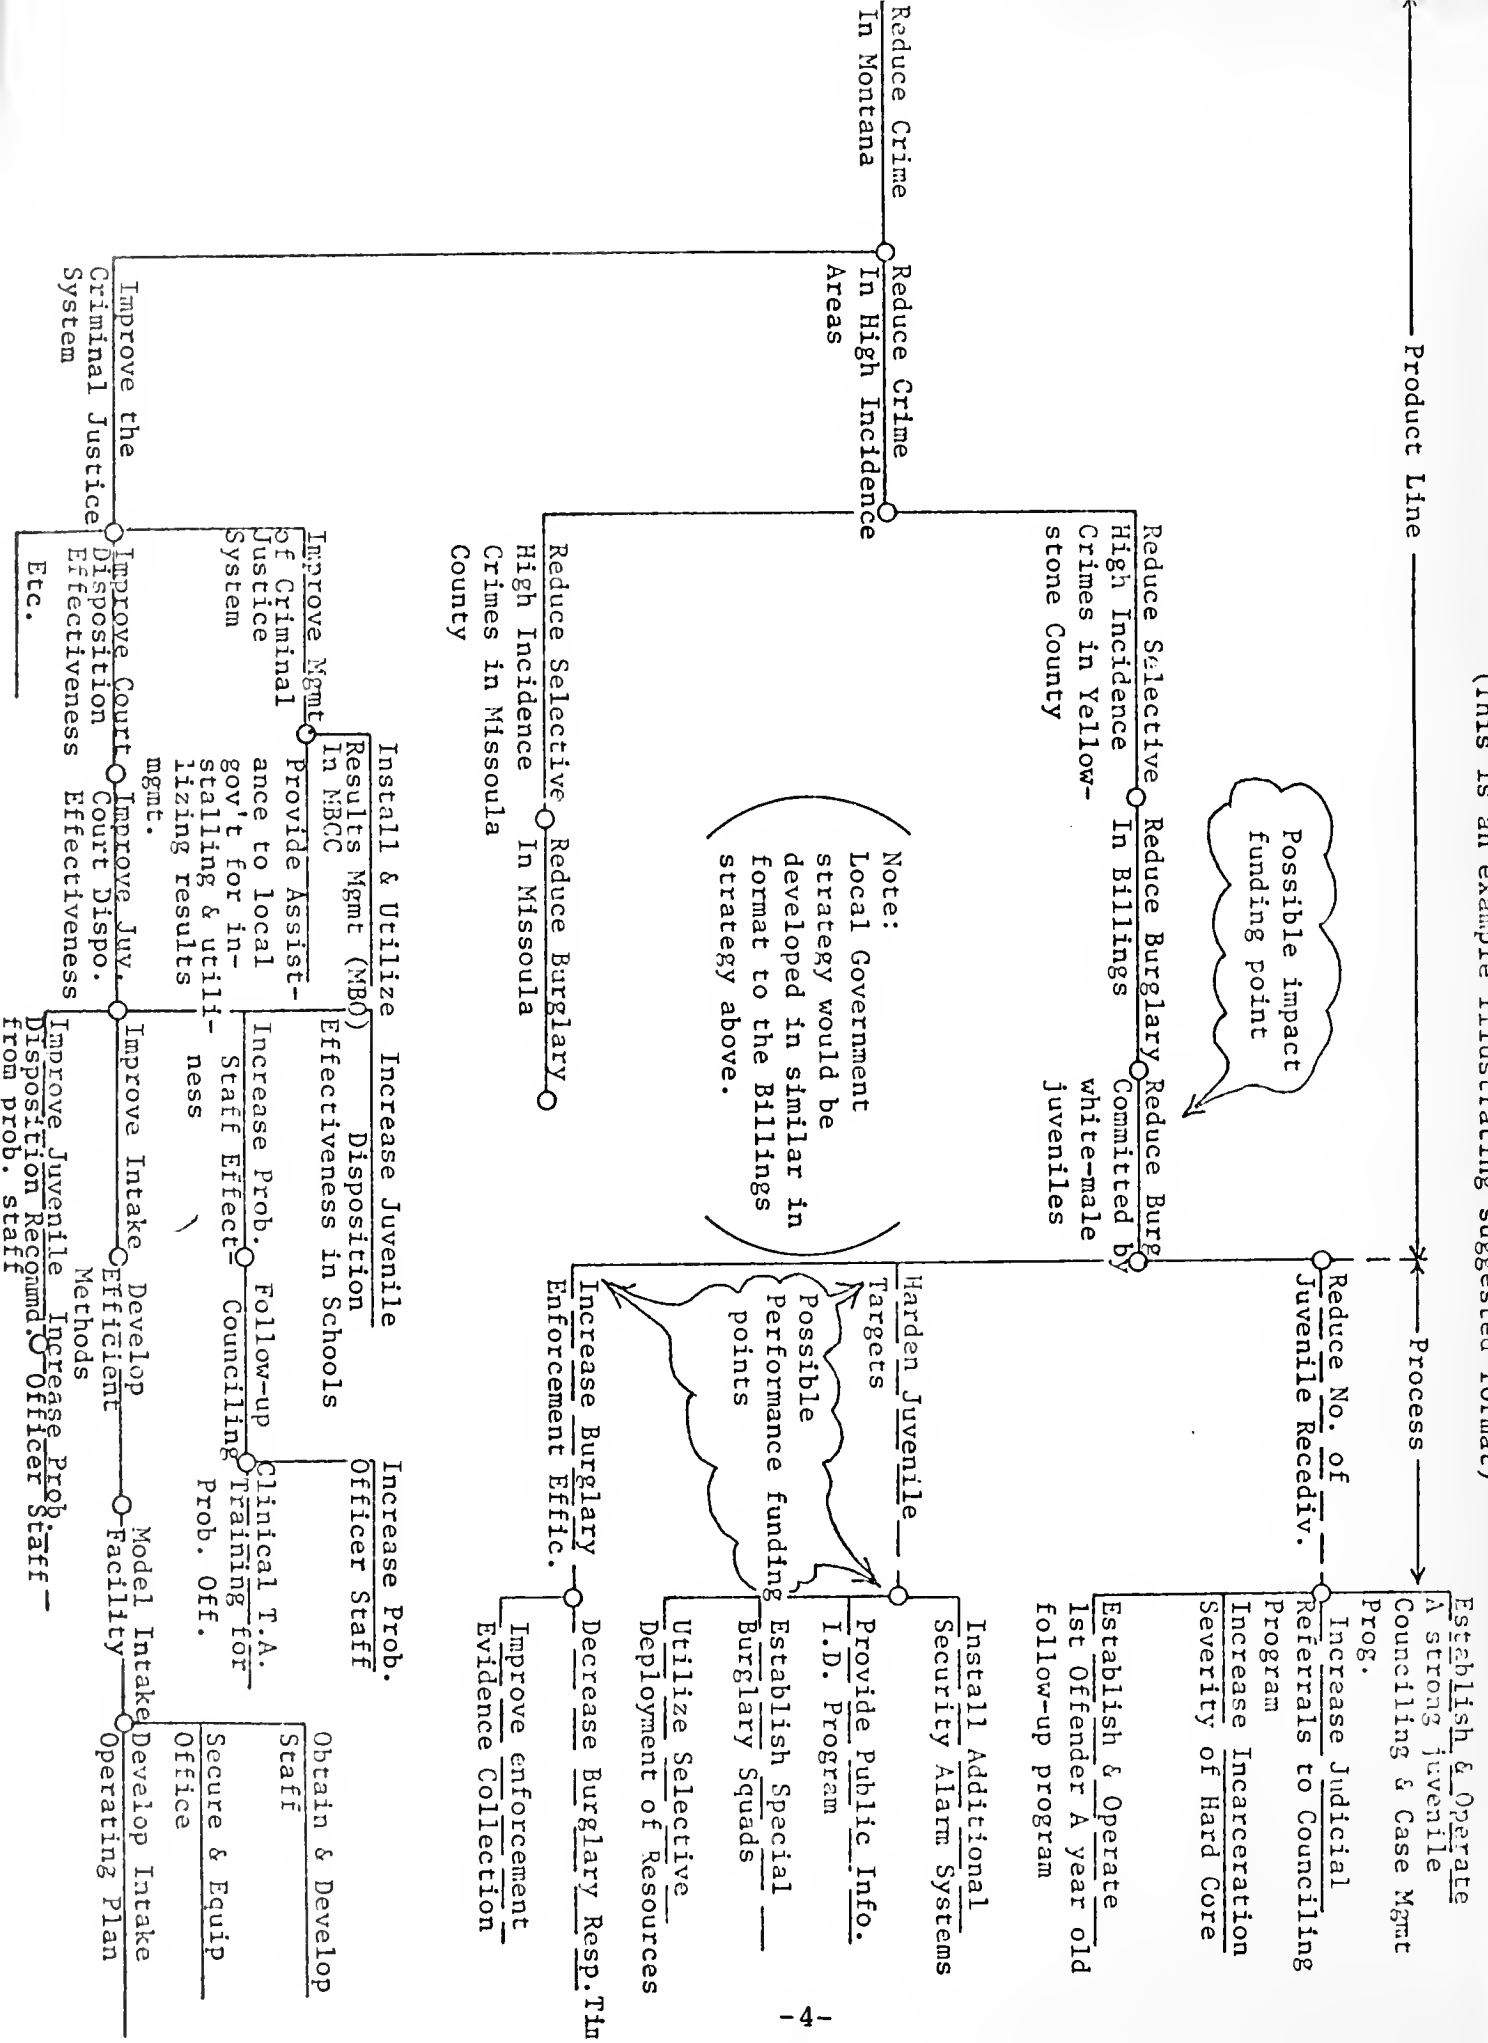 (This is an example illustrating suggested format)
Product Line
Process
Reduce Crime
In Montana
Reduce Crime
In High Incidence
Areas
Reduce Selective
High Incidence
Crimes in Yellow-
stone County
Reduce Burglary
In Billings
Reduce Burg
Committed by
white-male
juveniles
Possible impact
funding point
Reduce No. of
Juvenile Recediv.
Establish & Operate
A strong juvenile
Counciling & Case Mgmt
Prog.
Increase Judicial
Referrals to Counciling
Program
Increase Incarceration
Severity of Hard Core
Establish & Operate
1st Offender A year old
follow-up program
Harden Juvenile
Targets
Install Additional
Security Alarm Systems
Provide Public Info.
I.D. Program
Possible
Performance funding
points
Increase Burglary
Enforcement Effic.
Establish Special
Burglary Squads
Utilize Selective
Deployment of Resources
Decrease Burglary Resp.Tim
Improve enforcement
Evidence Collection
Note:
Local Government
strategy would be
developed in similar in
format to the Billings
strategy above.
Reduce Selective
High Incidence
Crimes in Missoula
County
Reduce Burglary
In Missoula
Improve the
Criminal Justice
System
Improve Mgmt
of Criminal
Justice
System
Install & Utilize
Results Mgmt (MBO)
In MBCC
Provide Assist-
ance to local
gov't for in-
stalling & utili-
lizing results
mgmt.
Improve Court
Disposition
Effectiveness
Etc.
Improve Juv.
Court Dispo.
Effectiveness
Increase Juvenile
Disposition
Effectiveness in Schools
Increase Prob.
Staff Effect-
ness
Follow-up
Counciling
Increase Prob.
Officer Staff
Clinical T.A.
Training for
Prob. Off.
Improve Intake
Develop
Efficient
Methods
Model Intake
Facility
Obtain & Develop
Staff
Secure & Equip
Office
Develop Intake
Operating Plan
Improve Juvenile
Disposition Recommd.
from prob. staff
Increase Prob.
Officer Staff
-4-